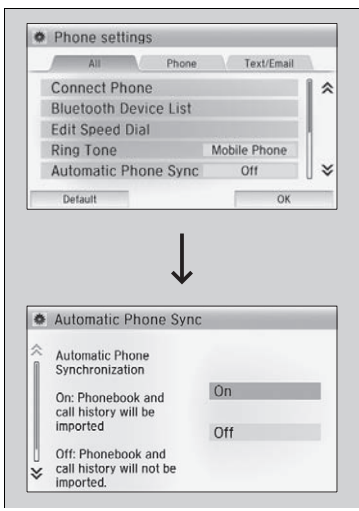 Phone settings
All Phone Text/Email
Connect Phone
Bluetooth Device List
Edit Speed Dial
Ring Tone Mobile Phone
Automatic Phone Sync Off
Default OK
Automatic Phone Sync
Automatic Phone
Synchronization
On: Phonebook and
call history will be
imported
Off: Phonebook and
call history will not be
imported.
On
Off